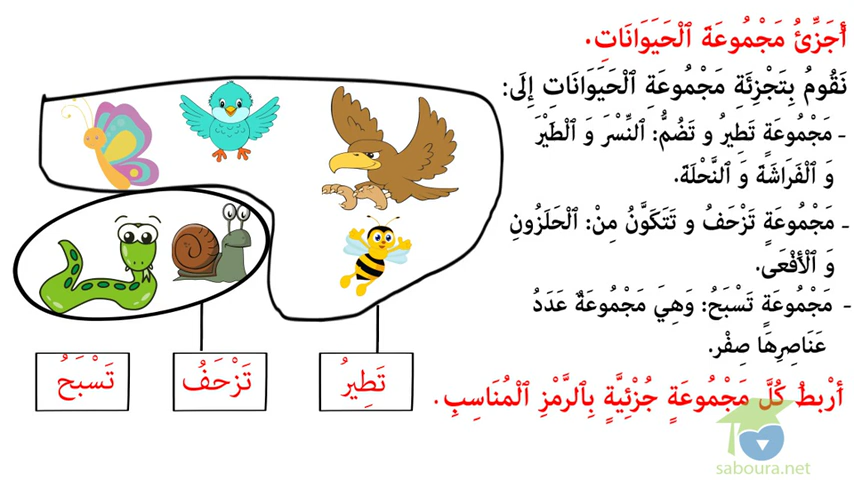 أُجَزِّئُ مَجْمُوعَةَ ٱلْحَيَوَانَاتِ.
نَقُومُ بِتَجْزِئَةِ مَجْمُوعَةِ ٱلْحَيَوَانَاتِ إِلَى:
- مَجْمُوعَةٍ تَطِيرُ و تَضُمُّ: ٱلنِّسْرَ وَ ٱلْطَيْرَ
وَ ٱلْفَرَاشَةَ وَ ٱلنَّحْلَةَ.
- مَجْمُوعَةٍ تَزْحَفُ و تَتَكَوَّنُ مِنْ: ٱلْحَلَزُونِ
وَ ٱلْأَفْعَى.
- مَجْمُوعَةٍ تَسْبَحُ: وَهِيَ مَجْمُوعَةٌ عَدَدُ
عَنَاصِرِهَا صِفْر.
تَطِيرُ
تَزْحَفُ
تَسْبَحُ
أَرْبِطُ كُلَّ مَجْمُوعَةٍ جُزْئِيَّةٍ بِٱلرَّمْزِ ٱلْمُنَاسِبِ.
saboura.net